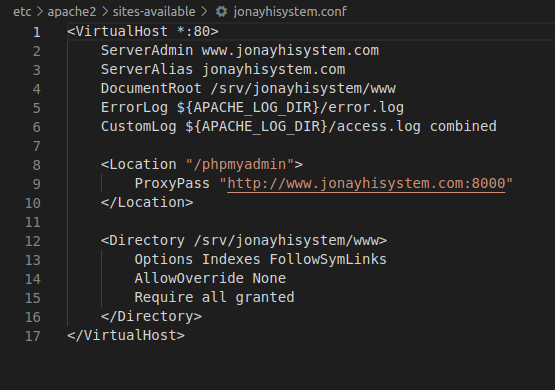 etc > apache2 > sites-available > jonayhisystem.conf
1 <VirtualHost *:80>
2 ServerAdmin www.jonayhisystem.com
3 ServerAlias jonayhisystem.com
4 DocumentRoot /srv/jonayhisystem/www
5 ErrorLog ${APACHE_LOG_DIR}/error.log
6 CustomLog ${APACHE_LOG_DIR}/access.log combined
7
8 <Location "/phpmyadmin">
9 ProxyPass "http://www.jonayhisystem.com:8000"
10 </Location>
11
12 <Directory /srv/jonayhisystem/www>
13 Options Indexes FollowSymLinks
14 AllowOverride None
15 Require all granted
16 </Directory>
17 </VirtualHost>